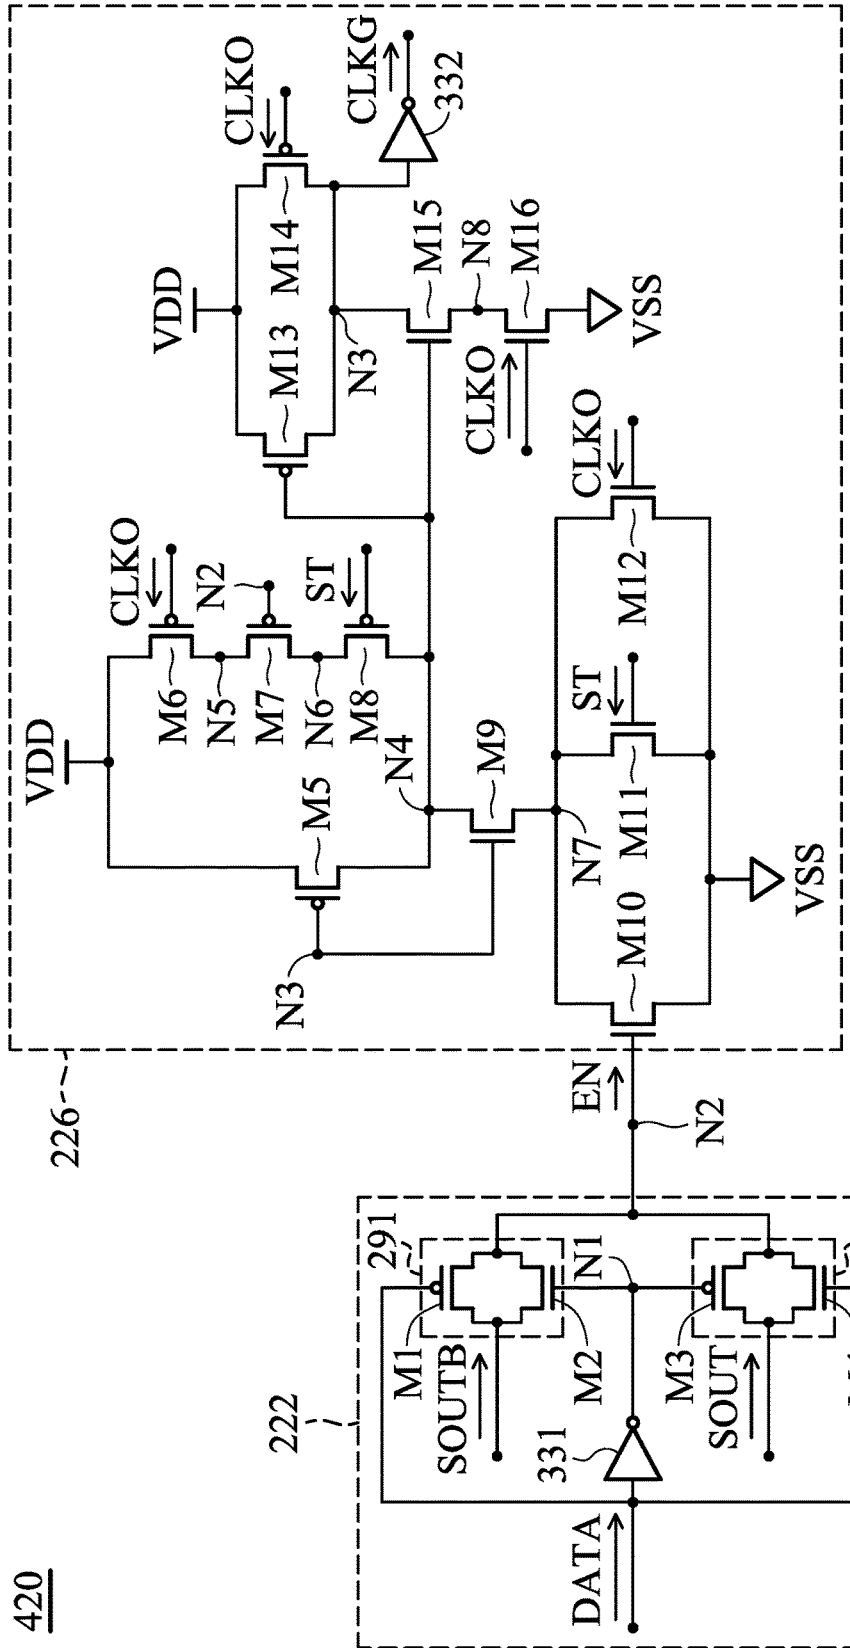 420
222
DATA
331
SOUTB
M1
291
M2
N1
SOUT
M3
N2
EN
226
VDD
M5
N3
M6
CLKO
N5
M7
N2
N6
M8
ST
N4
M9
N7
M10
M11
ST
M12
CLKO
VSS
VDD
M13
M14
CLKO
N3
M15
N8
CLKO
M16
VSS
332
CLKG